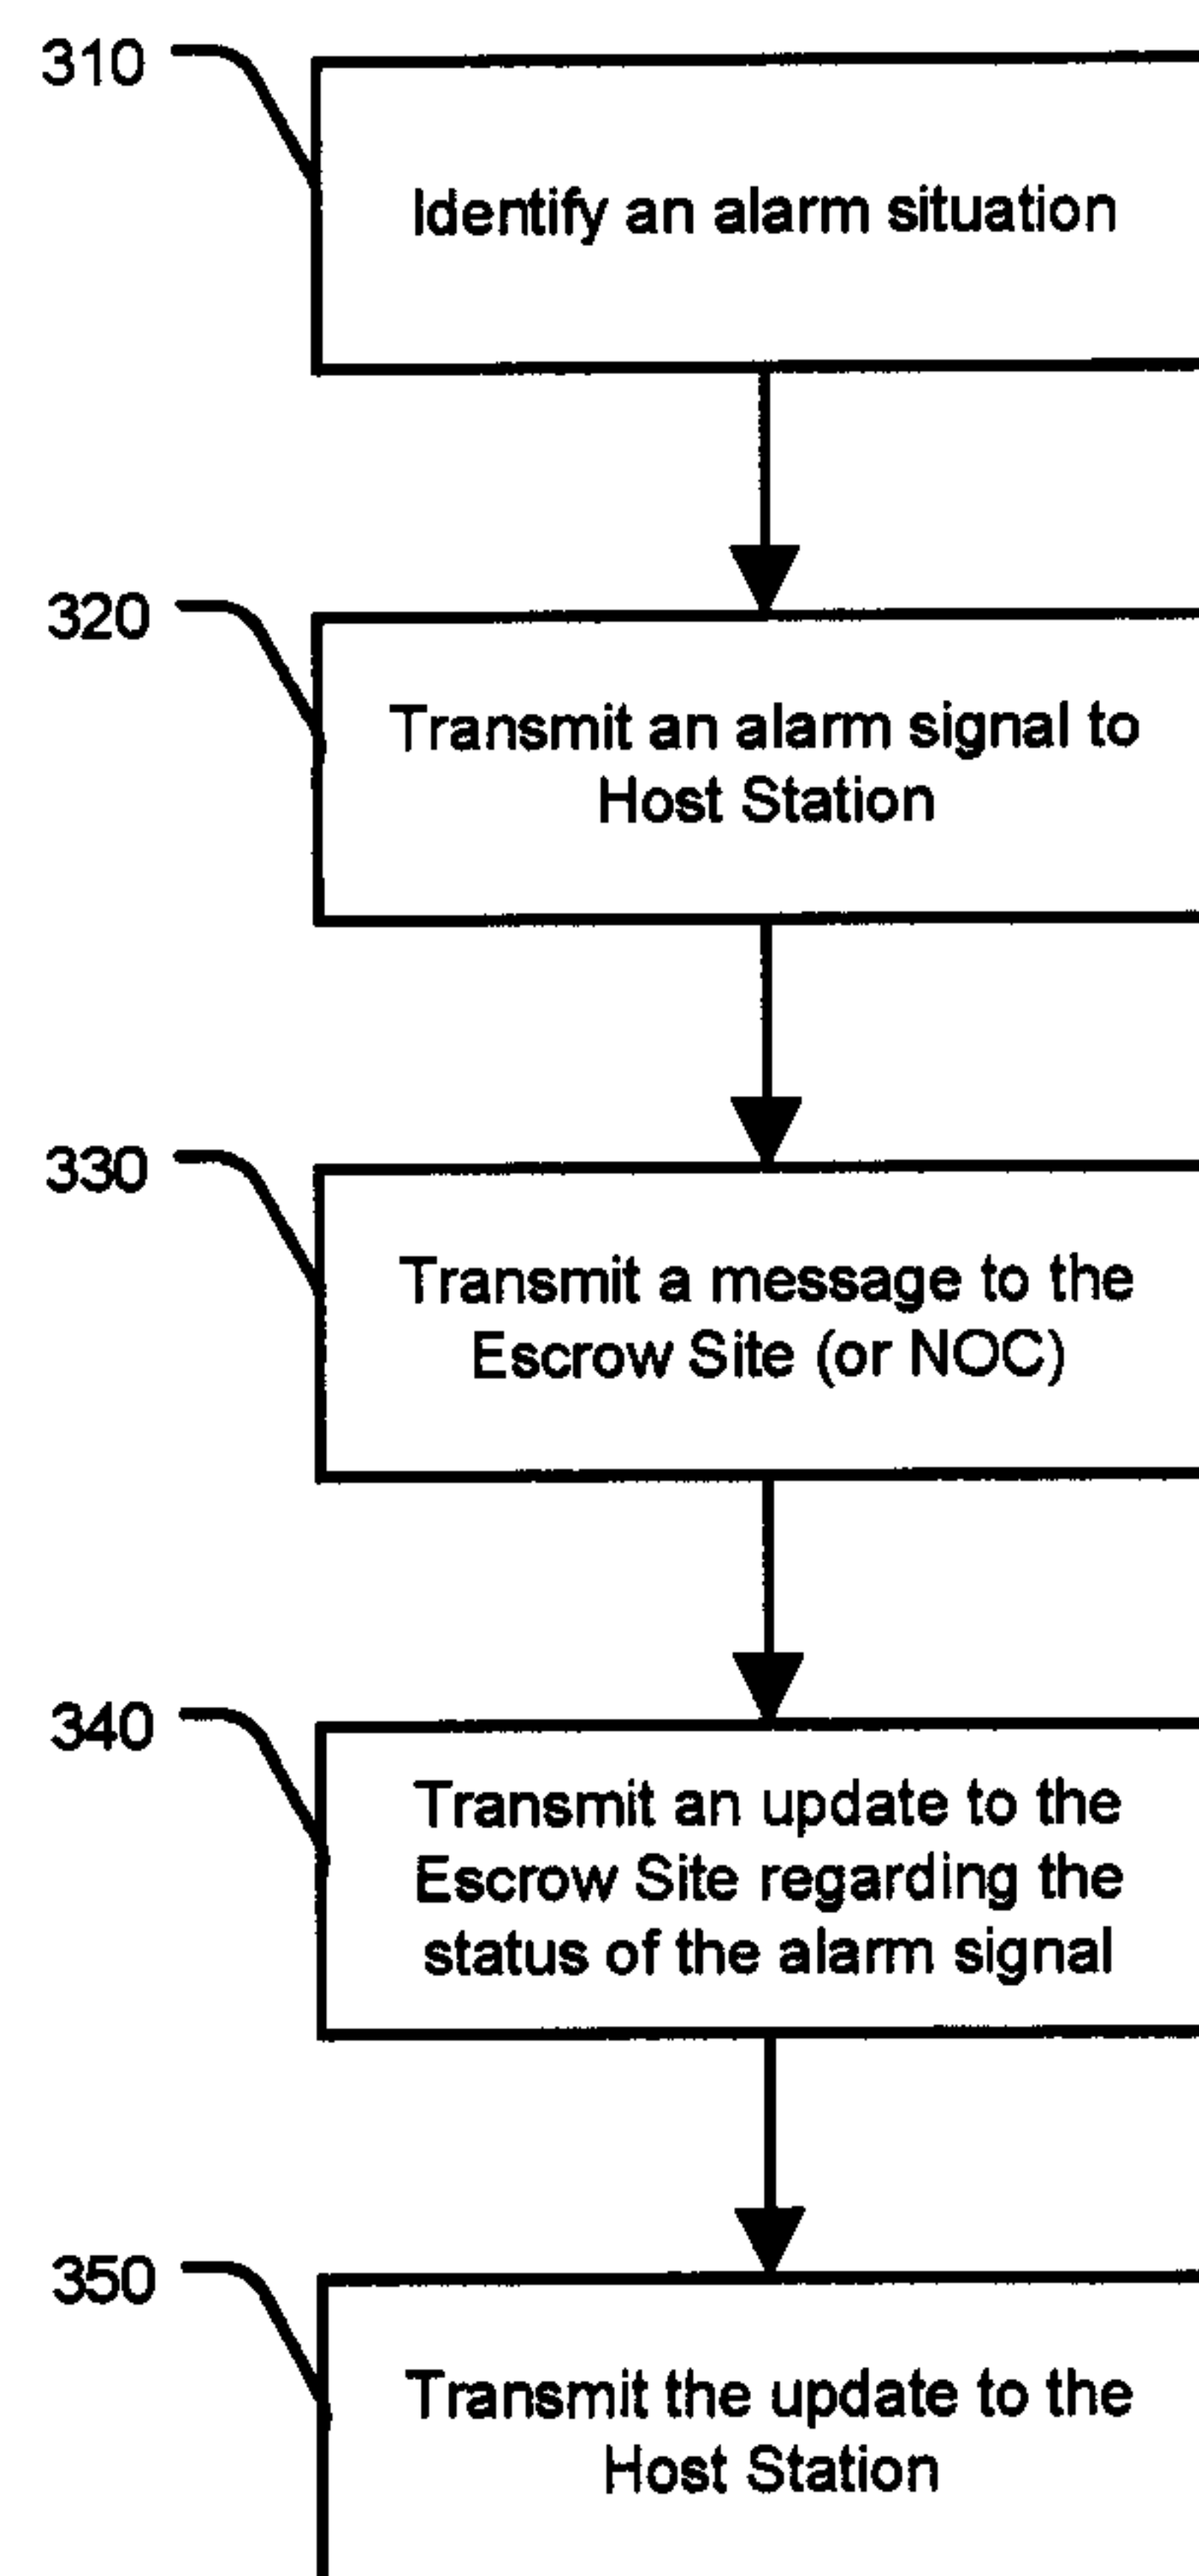 310
Identify an alarm situation
320
Transmit an alarm signal to
Host Station
330
Transmit a message to the
Escrow Site (or NOC)
340
Transmit an update to the
Escrow Site regarding the
status of the alarm signal
350
Transmit the update to the
Host Station